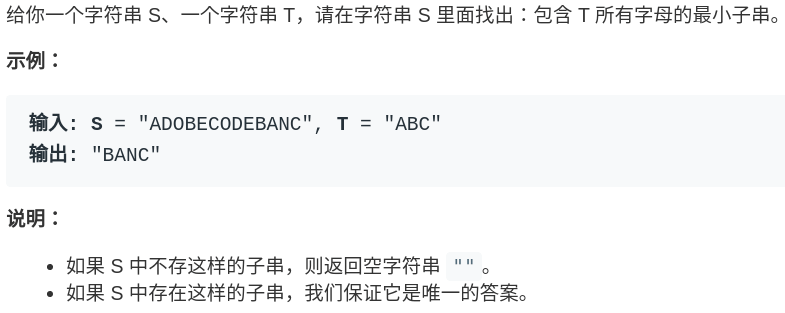 给你一个字符串 S、一个字符串 T，请在字符串 S 里面找出：包含 T 所有字母的最小子串。
示例：
输入: S = "ADOBECODEBANC", T = "ABC"
输出: "BANC"
说明：
• 如果 S 中不存这样的子串，则返回空字符串 ""。
• 如果 S 中存在这样的子串，我们保证它是唯一的答案。